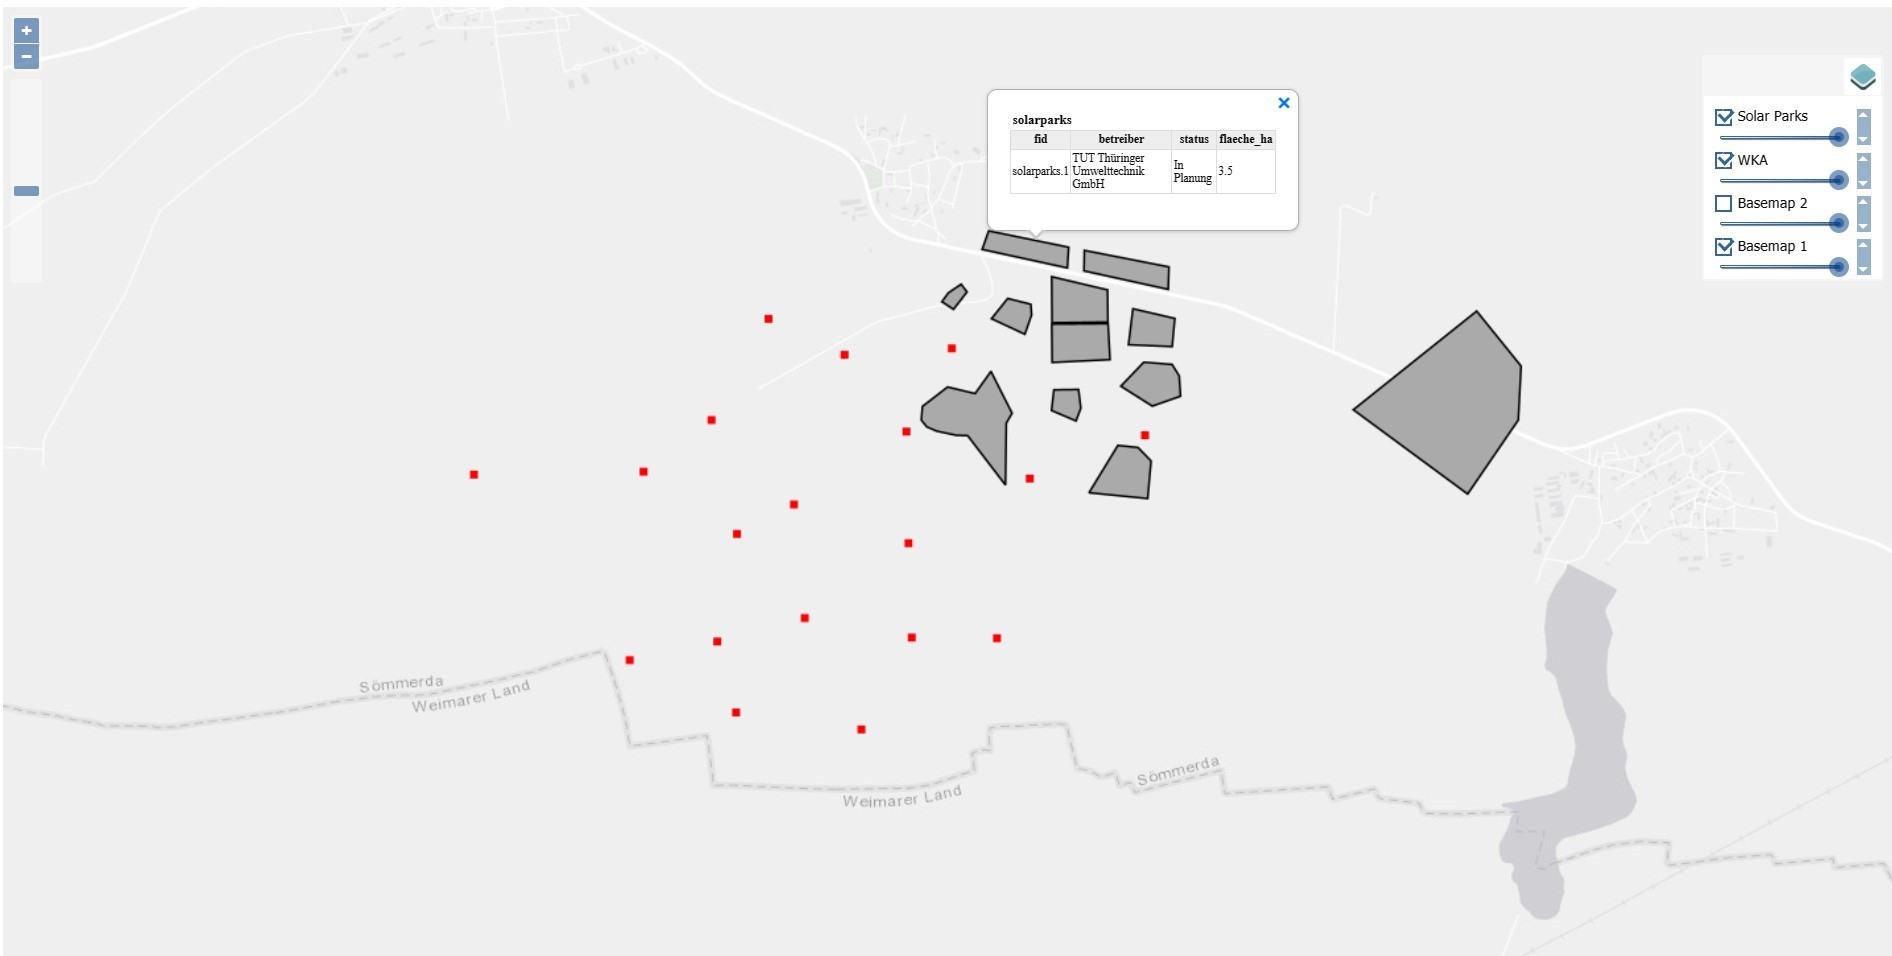 +
−
solarparks
fid betreiber status flaeche_ha
solarparks.1 TUT Thüringer Umwelttechnik GmbH In Planung 3.5
Solar Parks
WKA
Basemap 2
Basemap 1
Sömmerda
Weimarer Land
Sömmerda
Weimarer Land